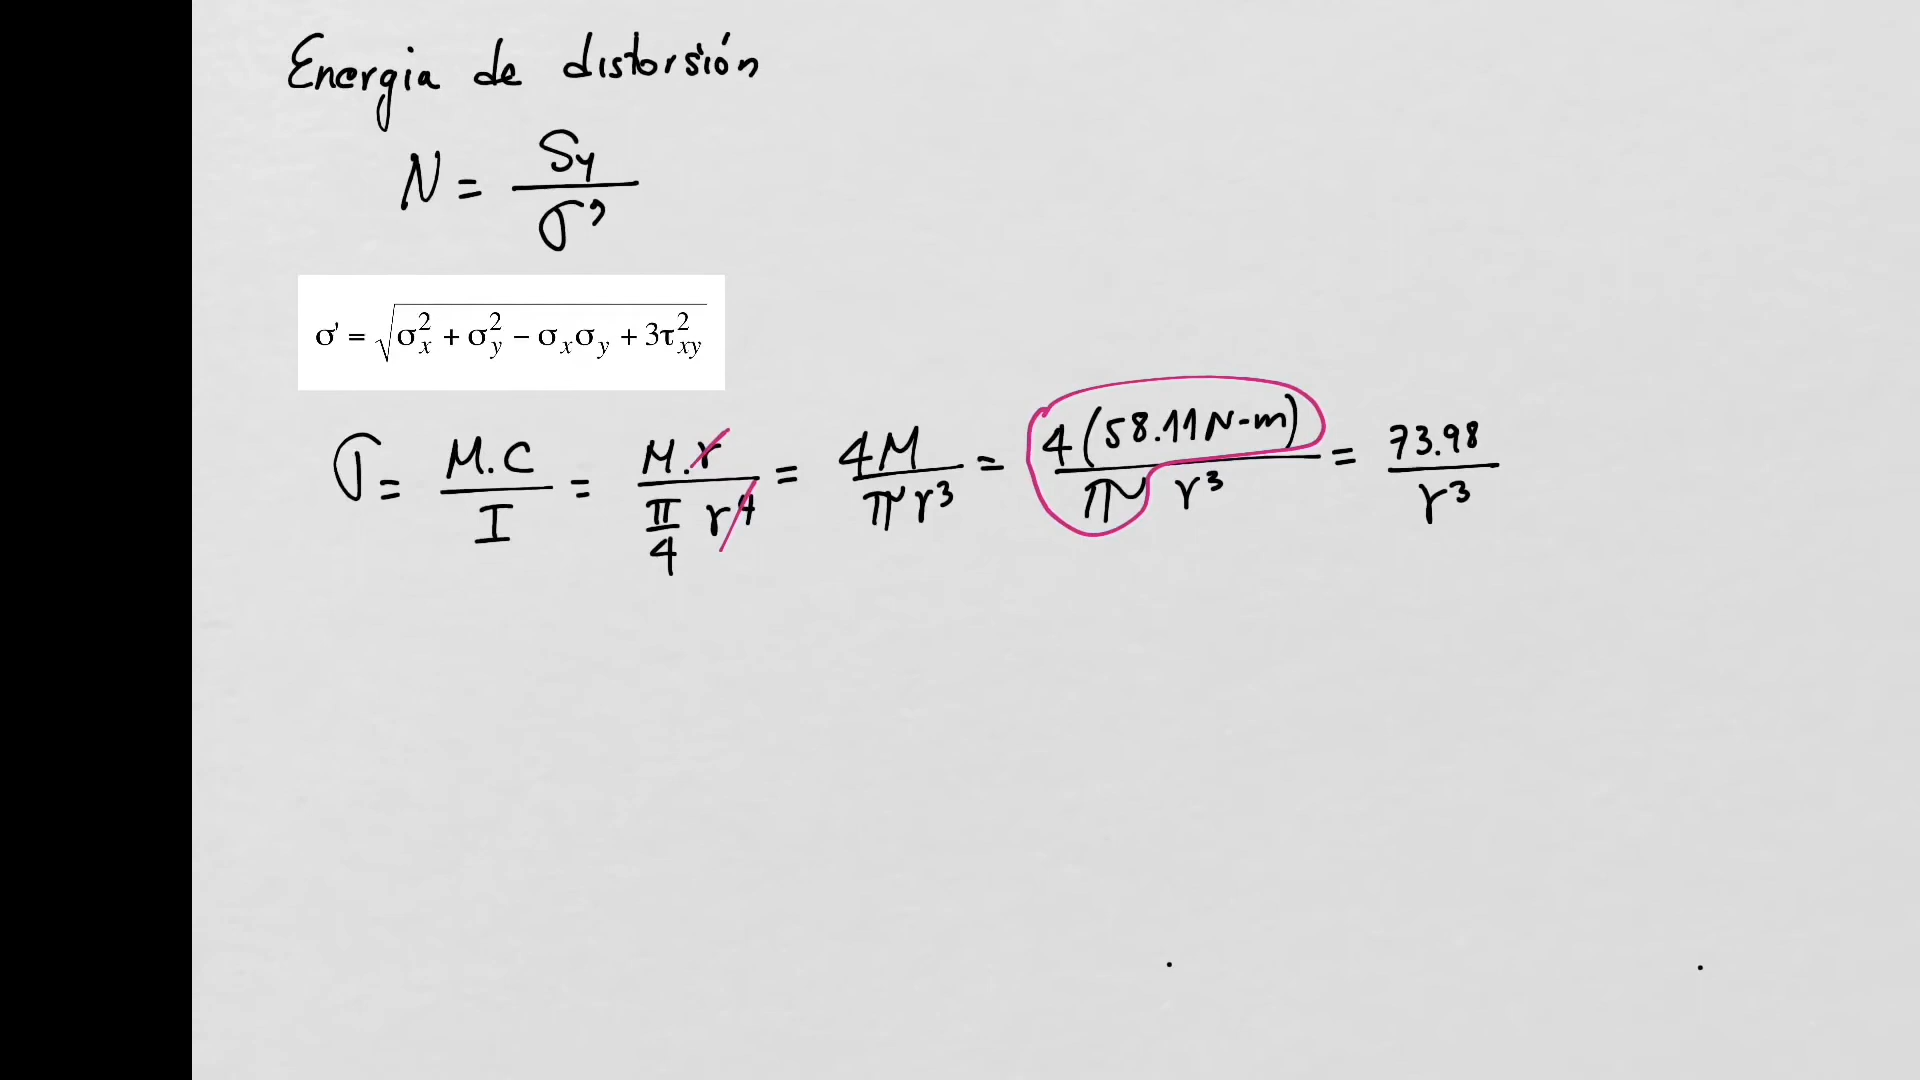 Energia de distorsión
N = Sy / σ'
σ' = √(σx² + σy² − σxσy + 3τxy²)
σ = M.C / I = M.r / (π/4 r⁴) = 4M / πr³ = 4(58.11 N-m) / π r³ = 73.98 / r³